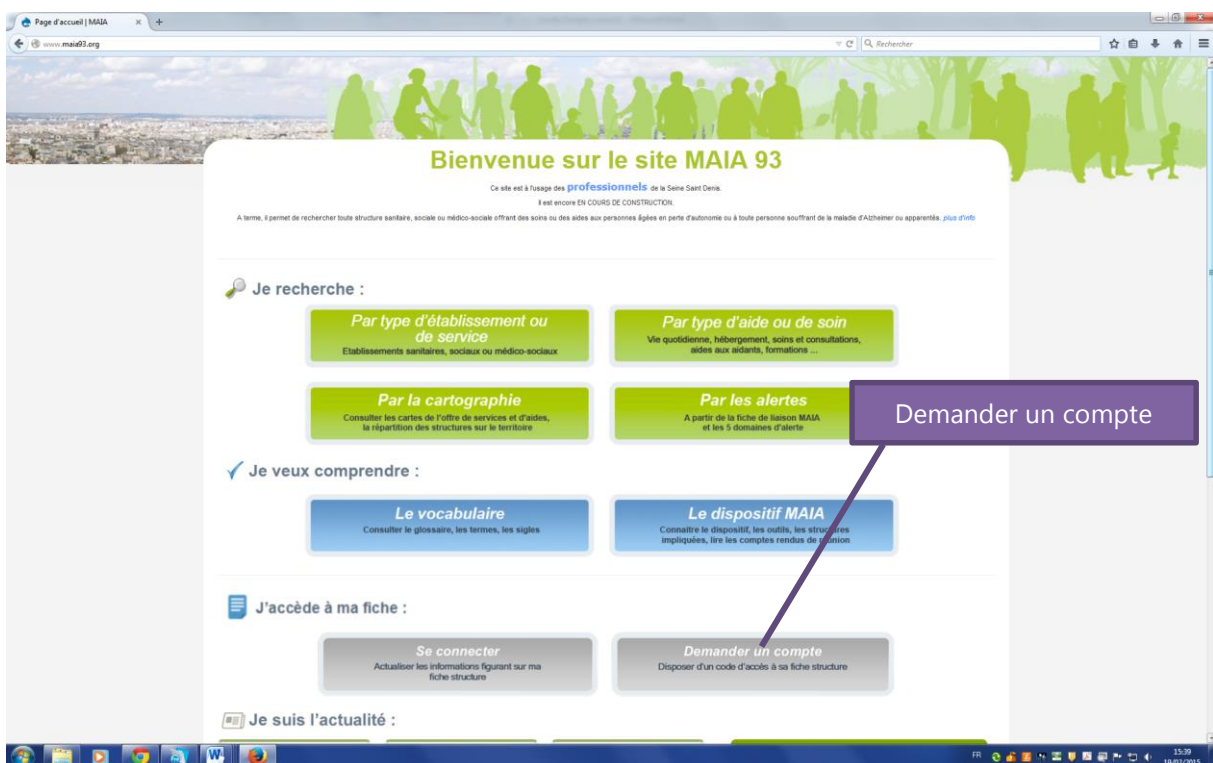 Page d'accueil | MAIA
www.maia93.org
Rechercher
Bienvenue sur le site MAIA 93
Ce site est à l'usage des professionnels de la Seine Saint Denis.
Il est encore EN COURS DE CONSTRUCTION.
A terme, il permet de rechercher toute structure sanitaire, sociale ou médico-sociale offrant des soins ou des aides aux personnes âgées en perte d'autonomie ou à toute personne souffrant de la maladie d'Alzheimer ou apparentés. plus d'info
Je recherche :
Par type d'établissement ou
de service
Etablissements sanitaires, sociaux ou médico-sociaux
Par type d'aide ou de soin
Vie quotidienne, hébergement, soins et consultations,
aides aux aidants, formations ...
Par la cartographie
Consulter les cartes de l'offre de services et d'aides,
la répartition des structures sur le territoire
Par les alertes
A partir de la fiche de liaison MAIA
et les 5 domaines d'alerte
Demander un compte
Je veux comprendre :
Le vocabulaire
Consulter le glossaire, les termes, les sigles
Le dispositif MAIA
Connaitre le dispositif, les outils, les structures
impliquées, lire les comptes rendus de réunion
J'accède à ma fiche :
Se connecter
Actualiser les informations figurant sur ma
fiche structure
Demander un compte
Disposer d'un code d'accès à sa fiche structure
Je suis l'actualité :
FR
15:39
19/02/2015